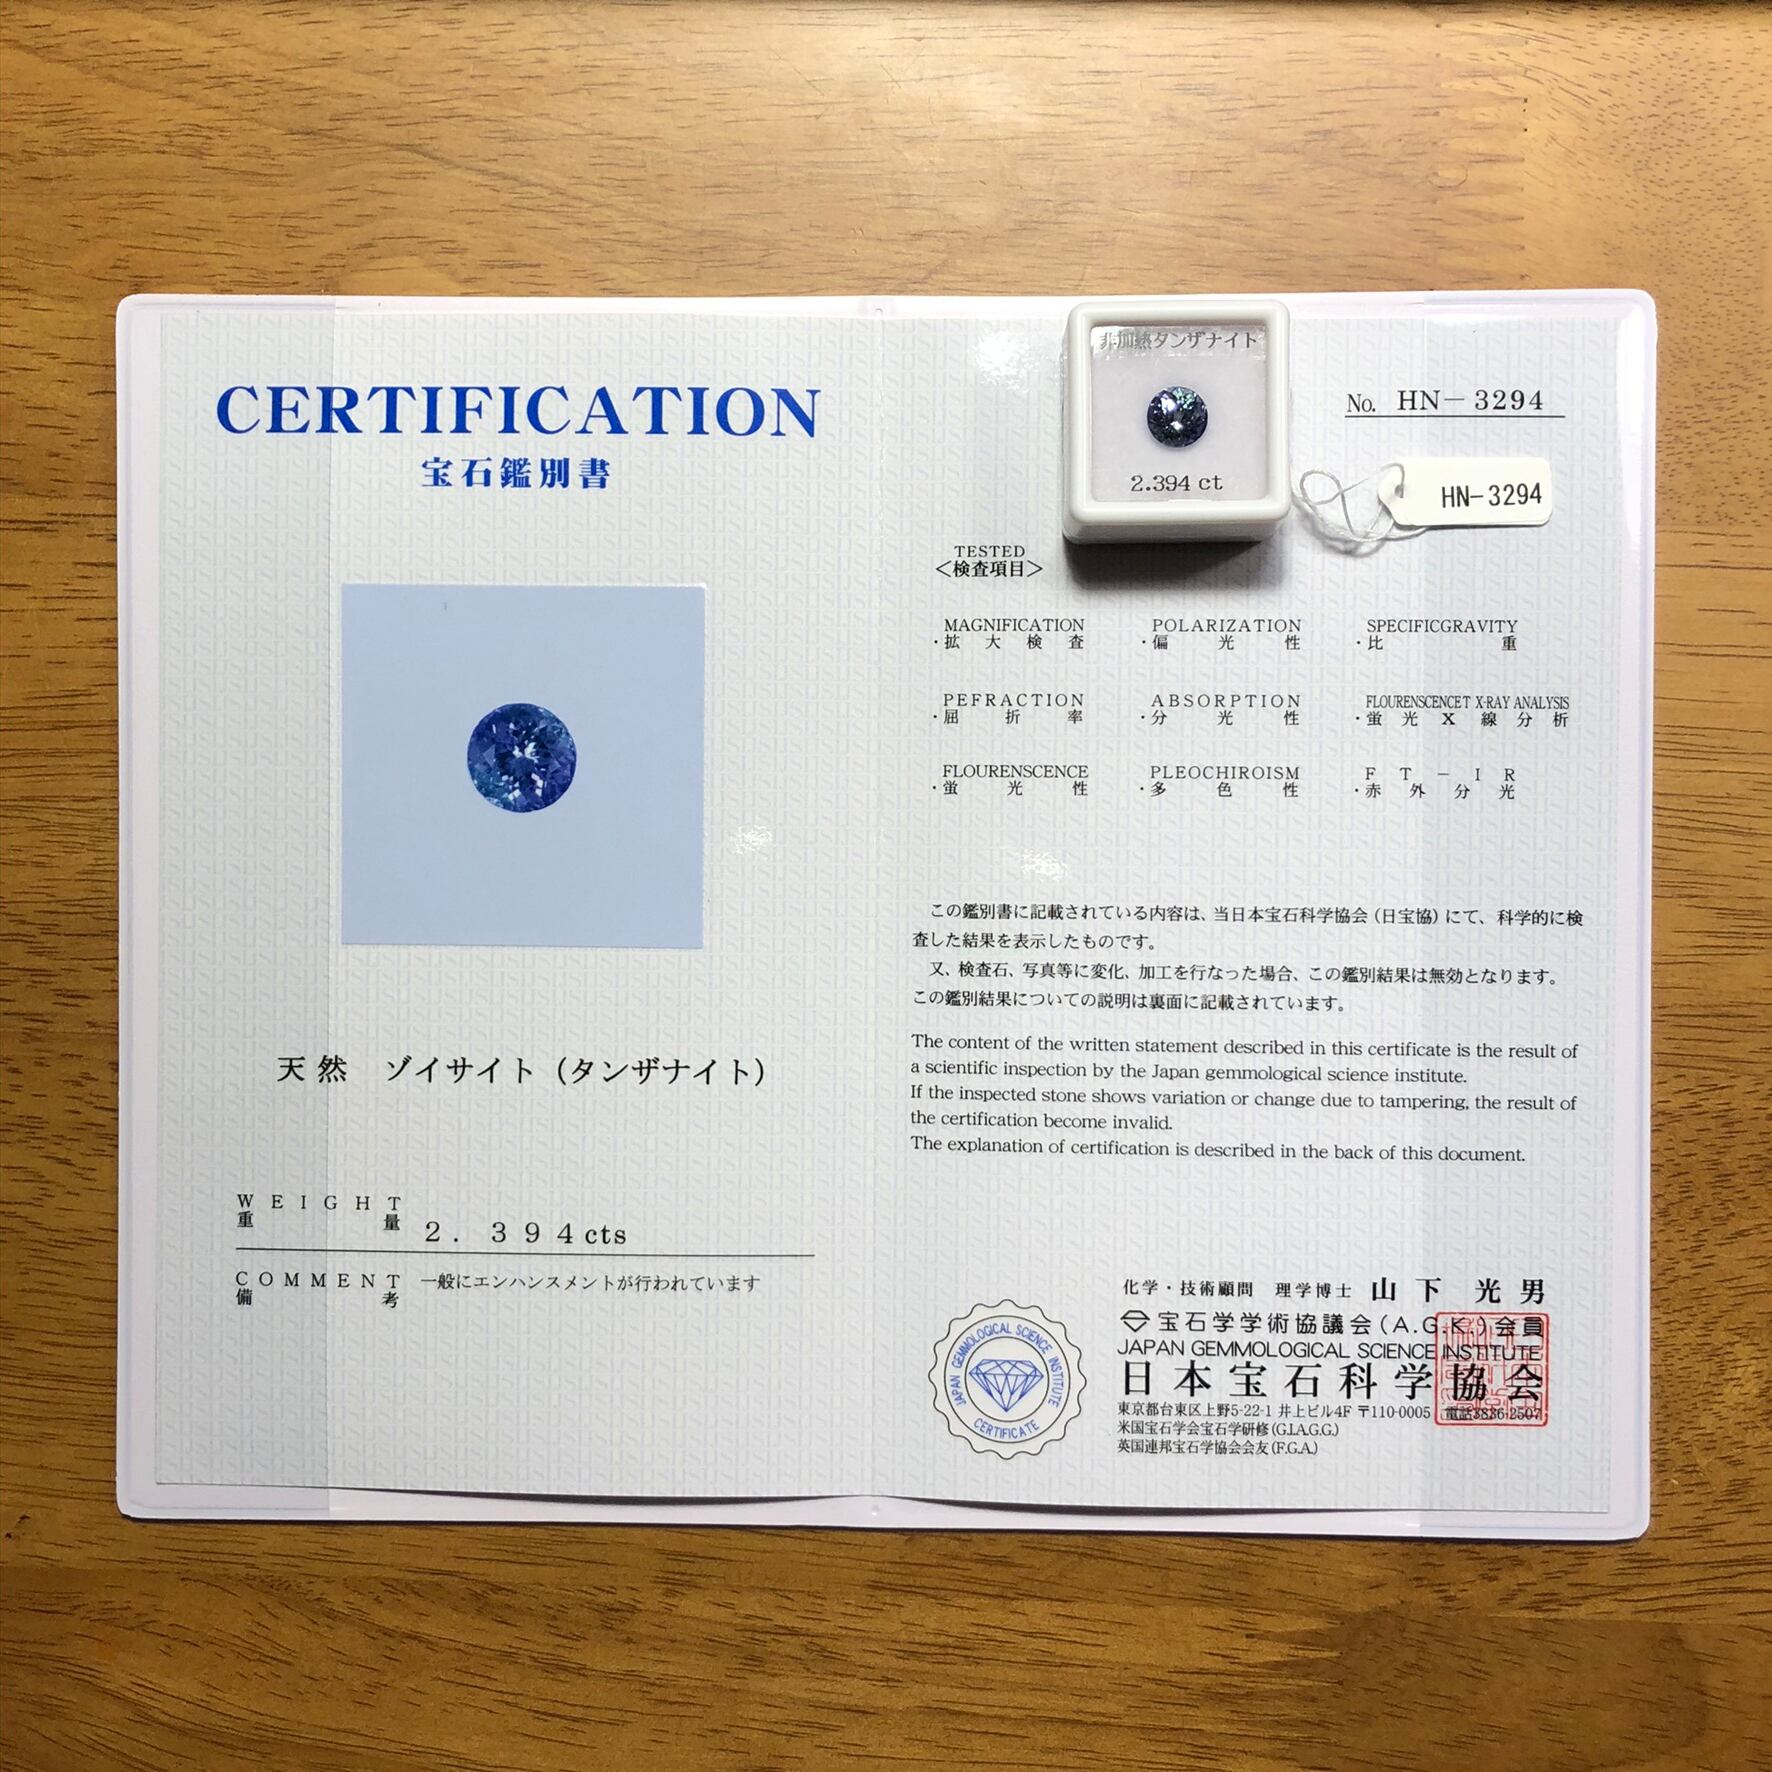 CERTIFICATION
宝石鑑別書
天然 ゾイサイト（タンザナイト）
WEIGHT
重量 2.394cts
COMMENT 一般にエンハンスメントが行われています
備考
非加熱タンザナイト
2.394 ct
No. HN-3294
HN-3294
TESTED
＜検査項目＞
MAGNIFICATION POLARIZATION SPECIFICGRAVITY
・拡大検査 ・偏光性 ・比重
PEFRACTION ABSORPTION FLOURENSCENCET X-RAY ANALYSIS
・屈折率 ・分光性 ・蛍光X線分析
FLOURENSCENCE PLEOCHIROISM FT-IR
・蛍光性 ・多色性 ・赤外分光
この鑑別書に記載されている内容は、当日本宝石科学協会（日宝協）にて、科学的に検
査した結果を表示したものです。
又、検査石、写真等に変化、加工を行なった場合、この鑑別結果は無効となります。
この鑑別結果についての説明は裏面に記載されています。
The content of the written statement described in this certificate is the result of
a scientific inspection by the Japan gemmological science institute.
If the inspected stone shows variation or change due to tampering, the result of
the certification become invalid.
The explanation of certification is described in the back of this document.
化学・技術顧問 理学博士 山下 光男
宝石学学術協議会(A.G.K.)会員
JAPAN GEMMOLOGICAL SCIENCE INSTITUTE
日本宝石科学協会
東京都台東区上野5-22-1 井上ビル4F 〒110-0005 電話3836-2507
米国宝石学会宝石学研修(G.I.A.G.G.)
英国連邦宝石学協会会友(F.G.A.)
JAPAN GEMMOLOGICAL SCIENCE INSTITUTE
CERTIFICATE